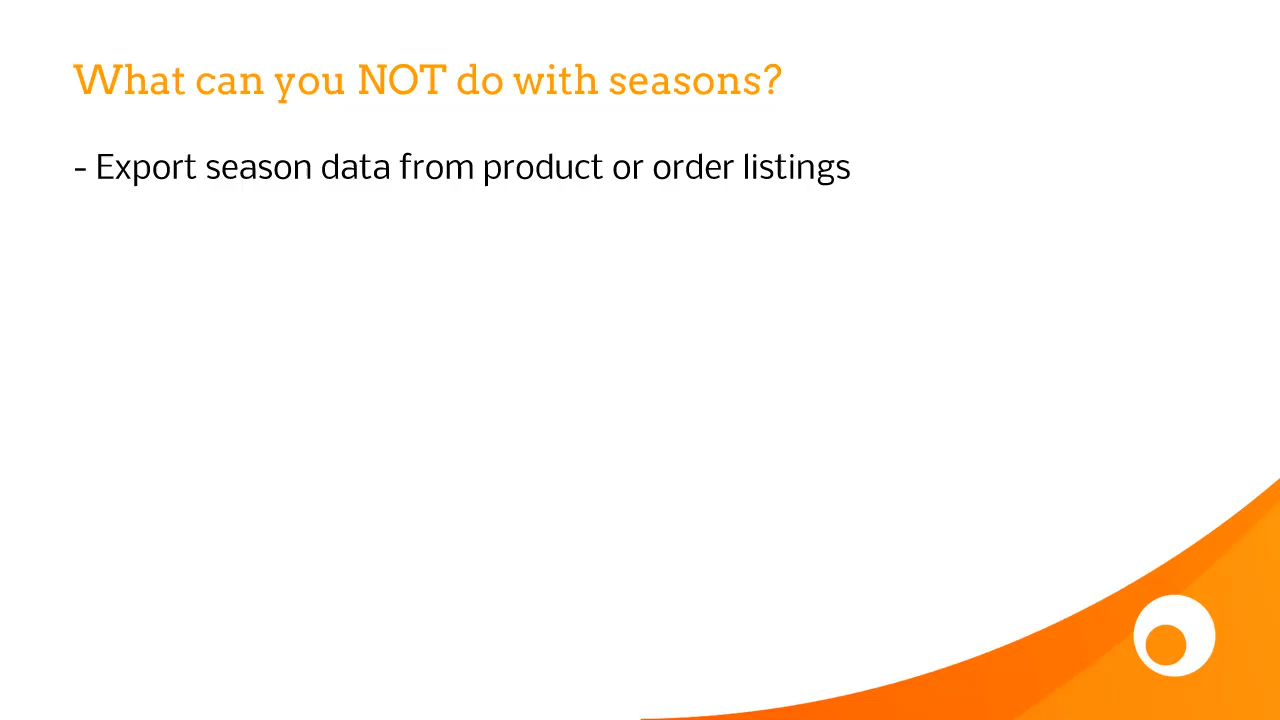 What can you NOT do with seasons?
- Export season data from product or order listings